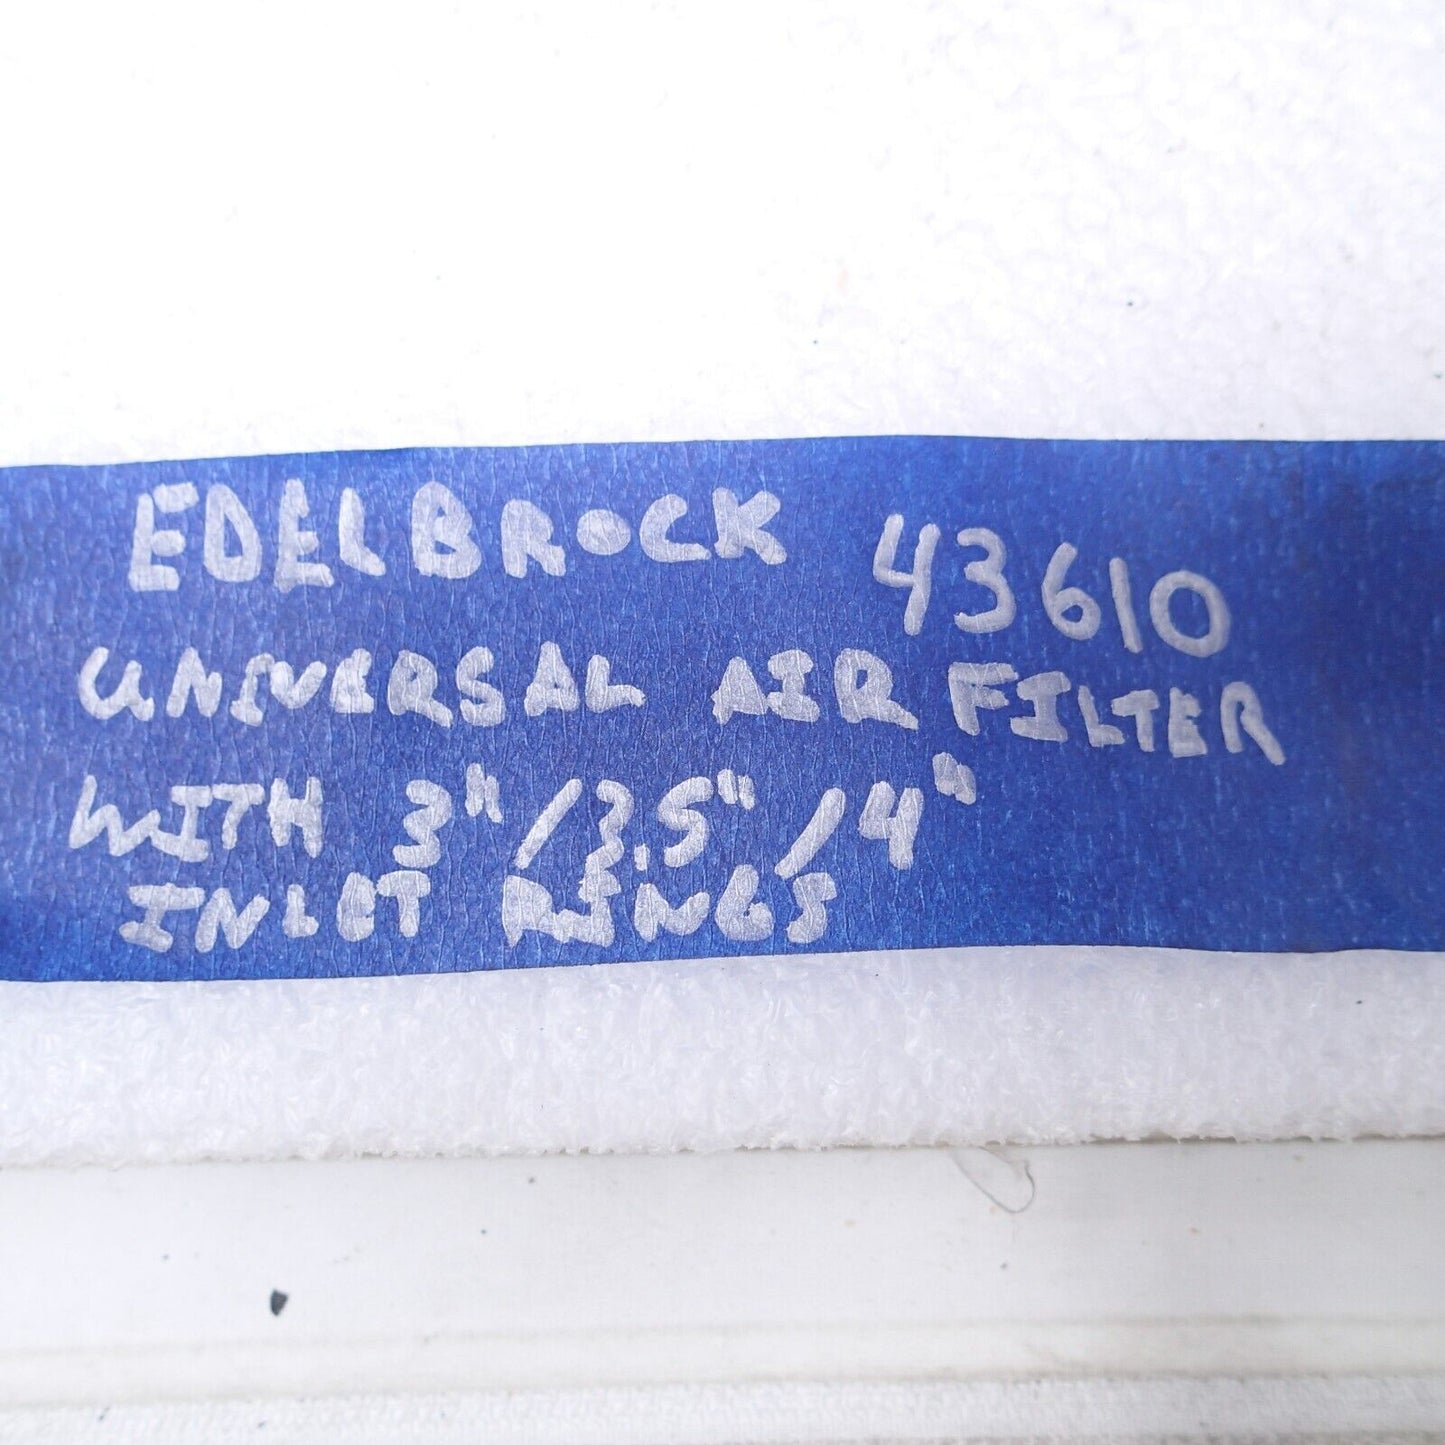 EDELBROCK 43610
UNIVERSAL AIR FILTER
WITH 3"/3.5"/4"
INLET RINGS